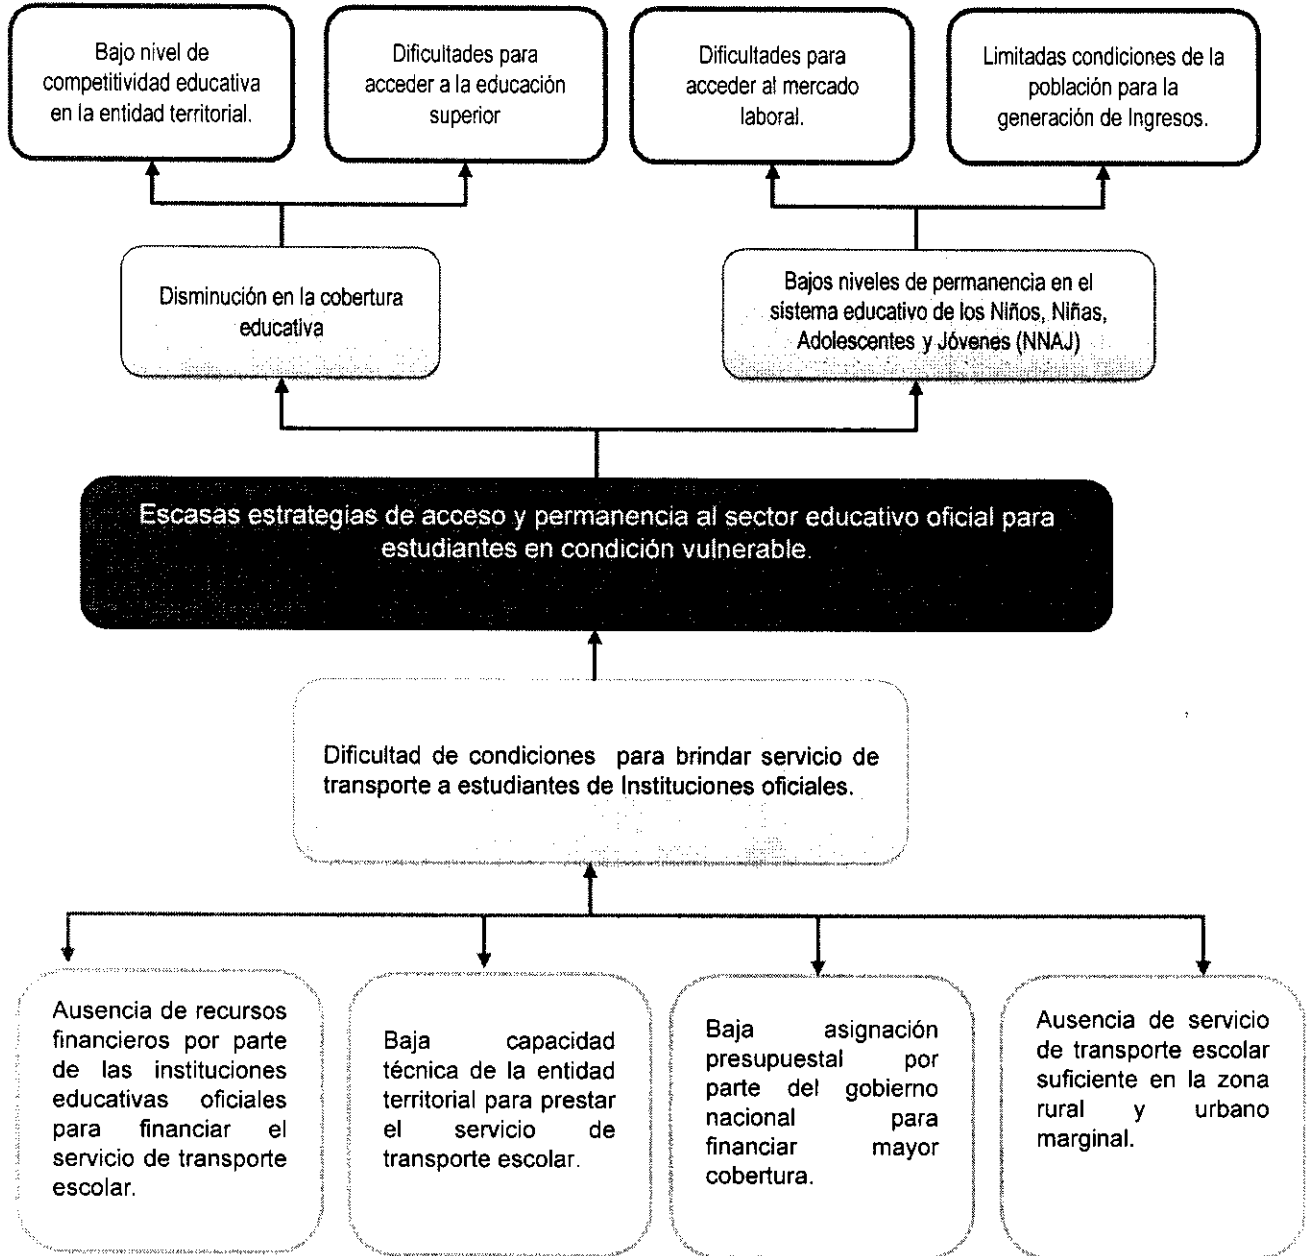 Bajo nivel de
competitividad educativa
en la entidad territorial.
Dificultades para
acceder a la educación
superior
Dificultades para
acceder al mercado
laboral.
Limitadas condiciones de la
población para la
generación de Ingresos.
Disminución en la cobertura
educativa
Bajos niveles de permanencia en el
sistema educativo de los Niños, Niñas,
Adolescentes y Jóvenes (NNAJ)
Escasas estrategias de acceso y permanencia al sector educativo oficial para
estudiantes en condición vulnerable.
Dificultad de condiciones para brindar servicio de
transporte a estudiantes de Instituciones oficiales.
Ausencia de recursos
financieros por parte
de las instituciones
educativas oficiales
para financiar el
servicio de transporte
escolar.
Baja capacidad
técnica de la entidad
territorial para prestar
el servicio de
transporte escolar.
Baja asignación
presupuestal por
parte del gobierno
nacional para
financiar mayor
cobertura.
Ausencia de servicio
de transporte escolar
suficiente en la zona
rural y urbano
marginal.